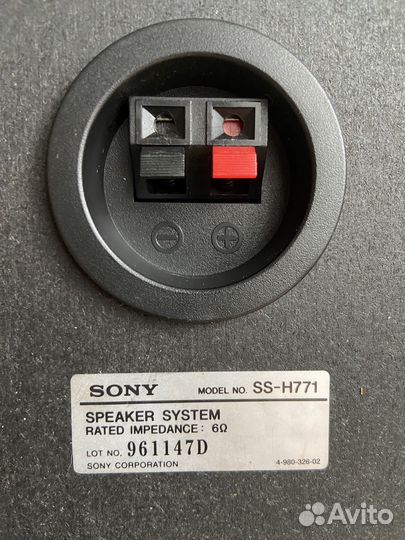 ⊖ ⊕
SONY MODEL NO. SS-H771
SPEAKER SYSTEM
RATED IMPEDANCE: 6Ω
LOT NO. 961147D
SONY CORPORATION 4-980-326-02
Avito